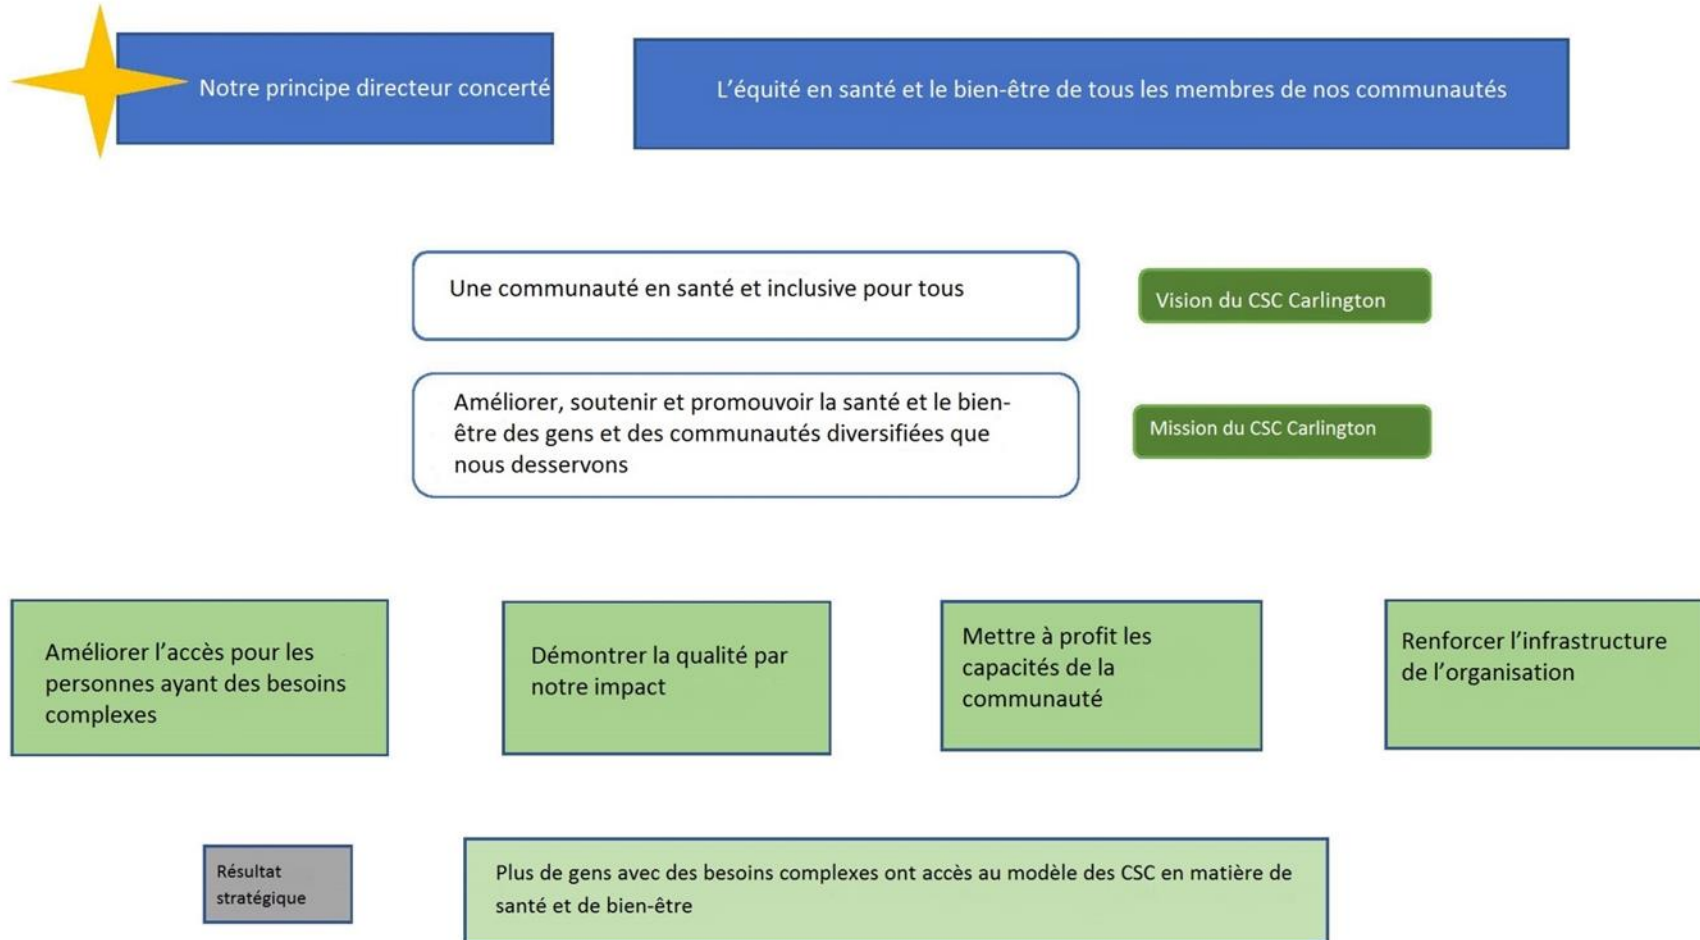 Notre principe directeur concerté
L'équité en santé et le bien-être de tous les membres de nos communautés
Une communauté en santé et inclusive pour tous
Vision du CSC Carlington
Améliorer, soutenir et promouvoir la santé et le bien-
être des gens et des communautés diversifiées que
nous desservons
Mission du CSC Carlington
Améliorer l'accès pour les
personnes ayant des besoins
complexes
Démontrer la qualité par
notre impact
Mettre à profit les
capacités de la
communauté
Renforcer l'infrastructure
de l'organisation
Résultat
stratégique
Plus de gens avec des besoins complexes ont accès au modèle des CSC en matière de
santé et de bien-être